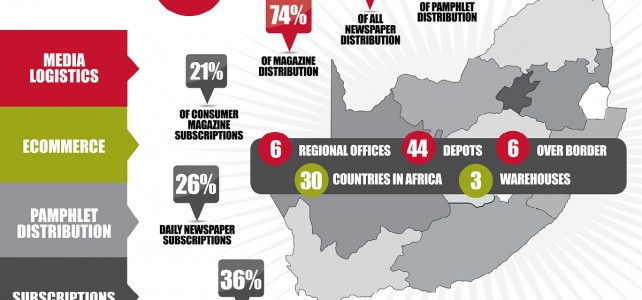 MEDIA
LOGISTICS
ECOMMERCE
PAMPHLET
DISTRIBUTION
SUBSCRIPTIONS
74%
OF MAGAZINE
DISTRIBUTION
OF ALL
NEWSPAPER
DISTRIBUTION
OF PAMPHLET
DISTRIBUTION
21%
OF CONSUMER
MAGAZINE
SUBSCRIPTIONS
26%
DAILY NEWSPAPER
SUBSCRIPTIONS
36%
6 REGIONAL OFFICES 44 DEPOTS 6 OVER BORDER
30 COUNTRIES IN AFRICA 3 WAREHOUSES